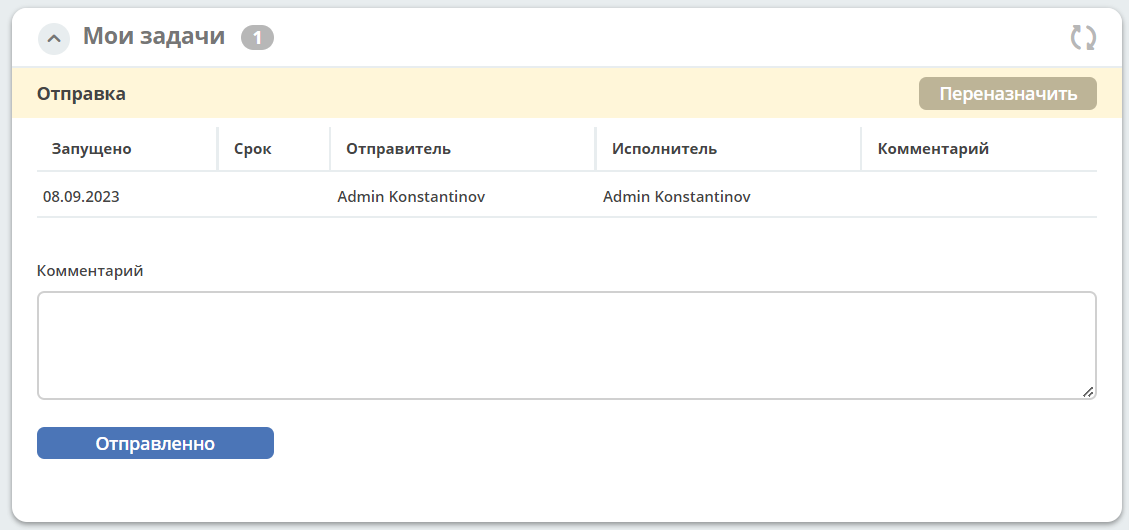 Мои задачи 1
Отправка Переназначить
Запущено Срок Отправитель Исполнитель Комментарий
08.09.2023 Admin Konstantinov Admin Konstantinov
Комментарий
Отправленно